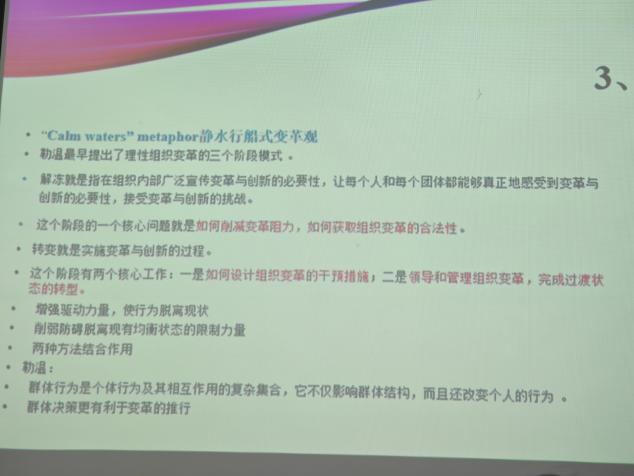 3、
"Calm waters" metaphor静水行船式变革观
勒温最早提出了理性组织变革的三个阶段模式 。
解冻就是指在组织内部广泛宣传变革与创新的必要性，让每个人和每个团体都能够真正地感受到变革与
创新的必要性，接受变革与创新的挑战。
这个阶段的一个核心问题就是如何削减变革阻力，如何获取组织变革的合法性。
转变就是实施变革与创新的过程。
这个阶段有两个核心工作：一是如何设计组织变革的干预措施；二是领导和管理组织变革，完成过渡状
态的转型。
增强驱动力量，使行为脱离现状
削弱防碍脱离现有均衡状态的限制力量
两种方法结合作用
勒温：
群体行为是个体行为及其相互作用的复杂集合，它不仅影响群体结构，而且还改变个人的行为 。
群体决策更有利于变革的推行